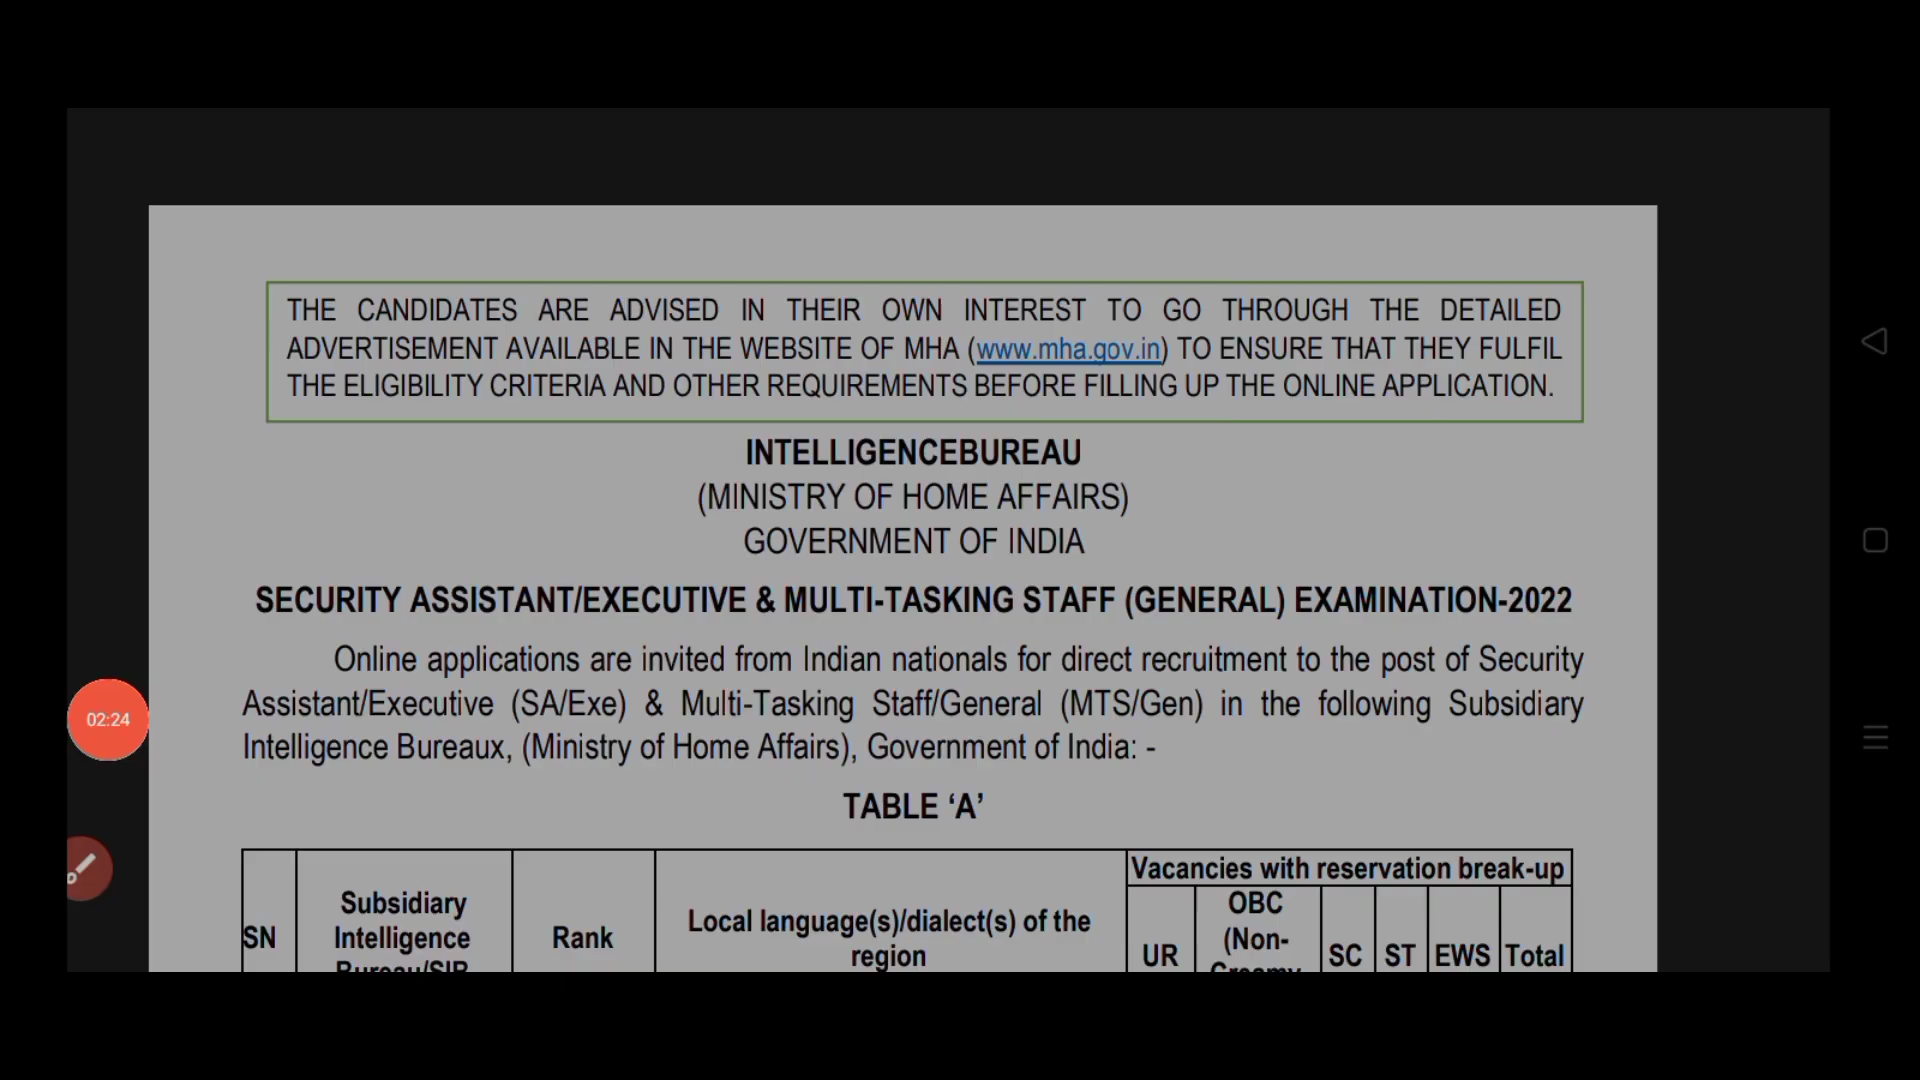 THE CANDIDATES ARE ADVISED IN THEIR OWN INTEREST TO GO THROUGH THE DETAILED
ADVERTISEMENT AVAILABLE IN THE WEBSITE OF MHA (www.mha.gov.in) TO ENSURE THAT THEY FULFIL
THE ELIGIBILITY CRITERIA AND OTHER REQUIREMENTS BEFORE FILLING UP THE ONLINE APPLICATION.
INTELLIGENCEBUREAU
(MINISTRY OF HOME AFFAIRS)
GOVERNMENT OF INDIA
SECURITY ASSISTANT/EXECUTIVE & MULTI-TASKING STAFF (GENERAL) EXAMINATION-2022
Online applications are invited from Indian nationals for direct recruitment to the post of Security
Assistant/Executive (SA/Exe) & Multi-Tasking Staff/General (MTS/Gen) in the following Subsidiary
Intelligence Bureaux, (Ministry of Home Affairs), Government of India: -
02:24
TABLE ‘A’
SN
Subsidiary
Intelligence
Bureau/SIB
Rank
Local language(s)/dialect(s) of the
region
Vacancies with reservation break-up
UR
OBC
(Non-
Creamy
SC
ST
EWS
Total